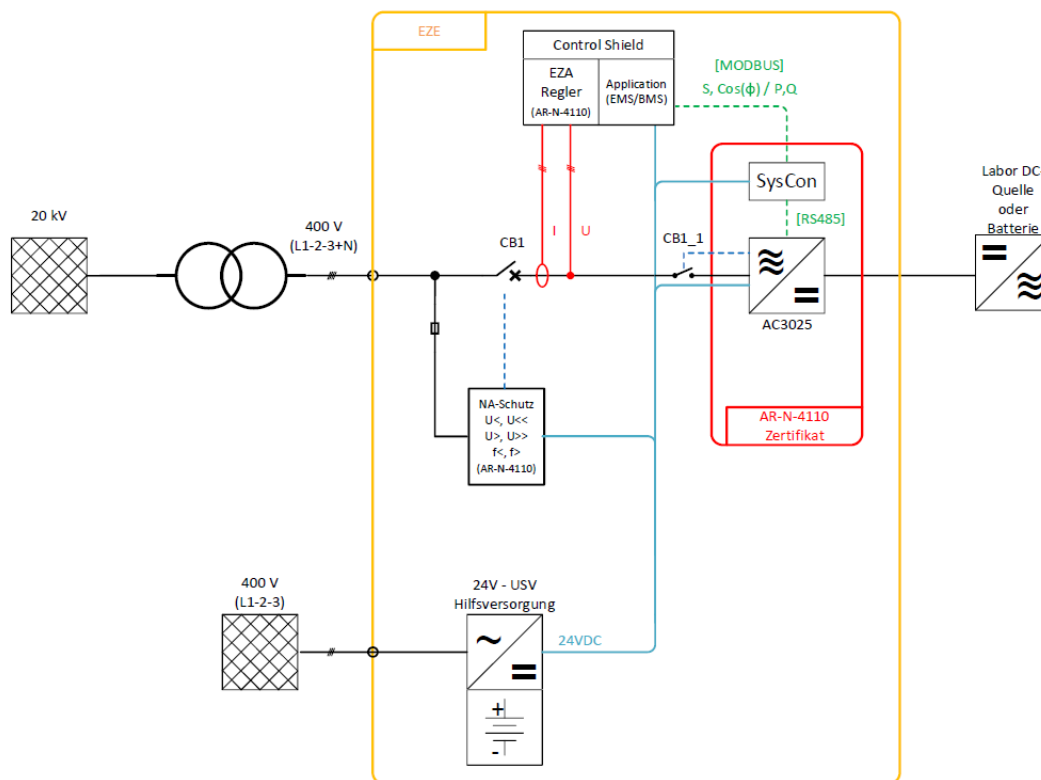 EZE
Control Shield
EZA
Regler
(AR-N-4110)
Application
(EMS/BMS)
[MODBUS]
S, Cos(ϕ) / P,Q
SysCon
[RS485]
Labor DC-
Quelle
oder
Batterie
20 kV
400 V
(L1-2-3+N)
CB1
I
U
CB1_1
AC3025
NA-Schutz
U<, U<<
U>, U>>
f<, f>
(AR-N-4110)
AR-N-4110
Zertifikat
400 V
(L1-2-3)
24V - USV
Hilfsversorgung
24VDC
+
-